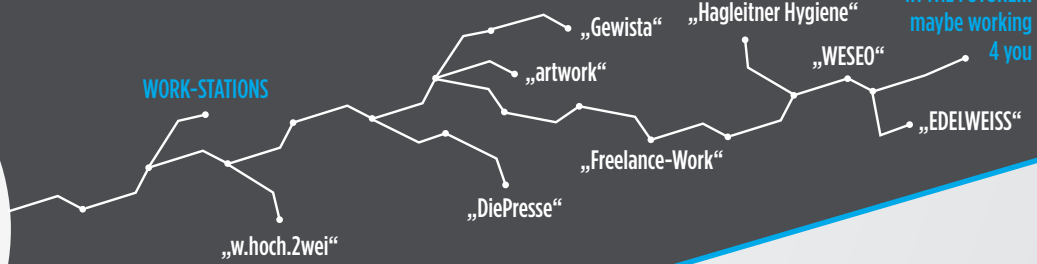 WORK-STATIONS
„w.hoch.2wei“
„Gewista“
„artwork“
„DiePresse“
„Freelance-Work“
„Hagleitner Hygiene“
„WESEO“
maybe working
4 you
„EDELWEISS“